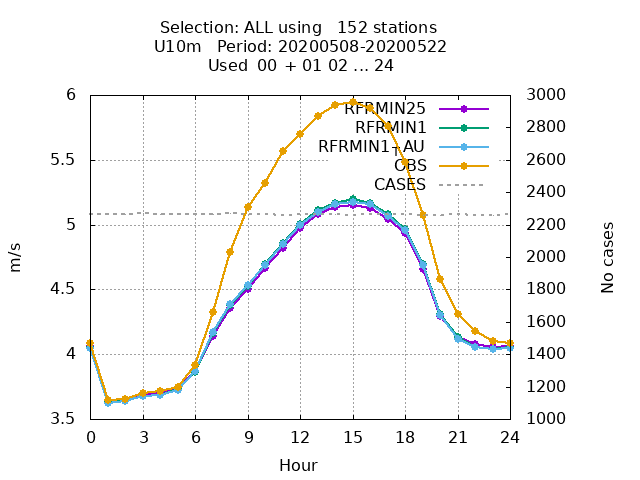 Selection: ALL using   152 stations
U10m   Period: 20200508-20200522
Used  00 + 01 02 ... 24
RFRMIN25
RFRMIN1
RFRMIN1+AU
OBS
CASES
6
5.5
5
4.5
4
3.5
m/s
3000
2800
2600
2400
2200
2000
1800
1600
1400
1200
1000
No cases
0 3 6 9 12 15 18 21 24
Hour